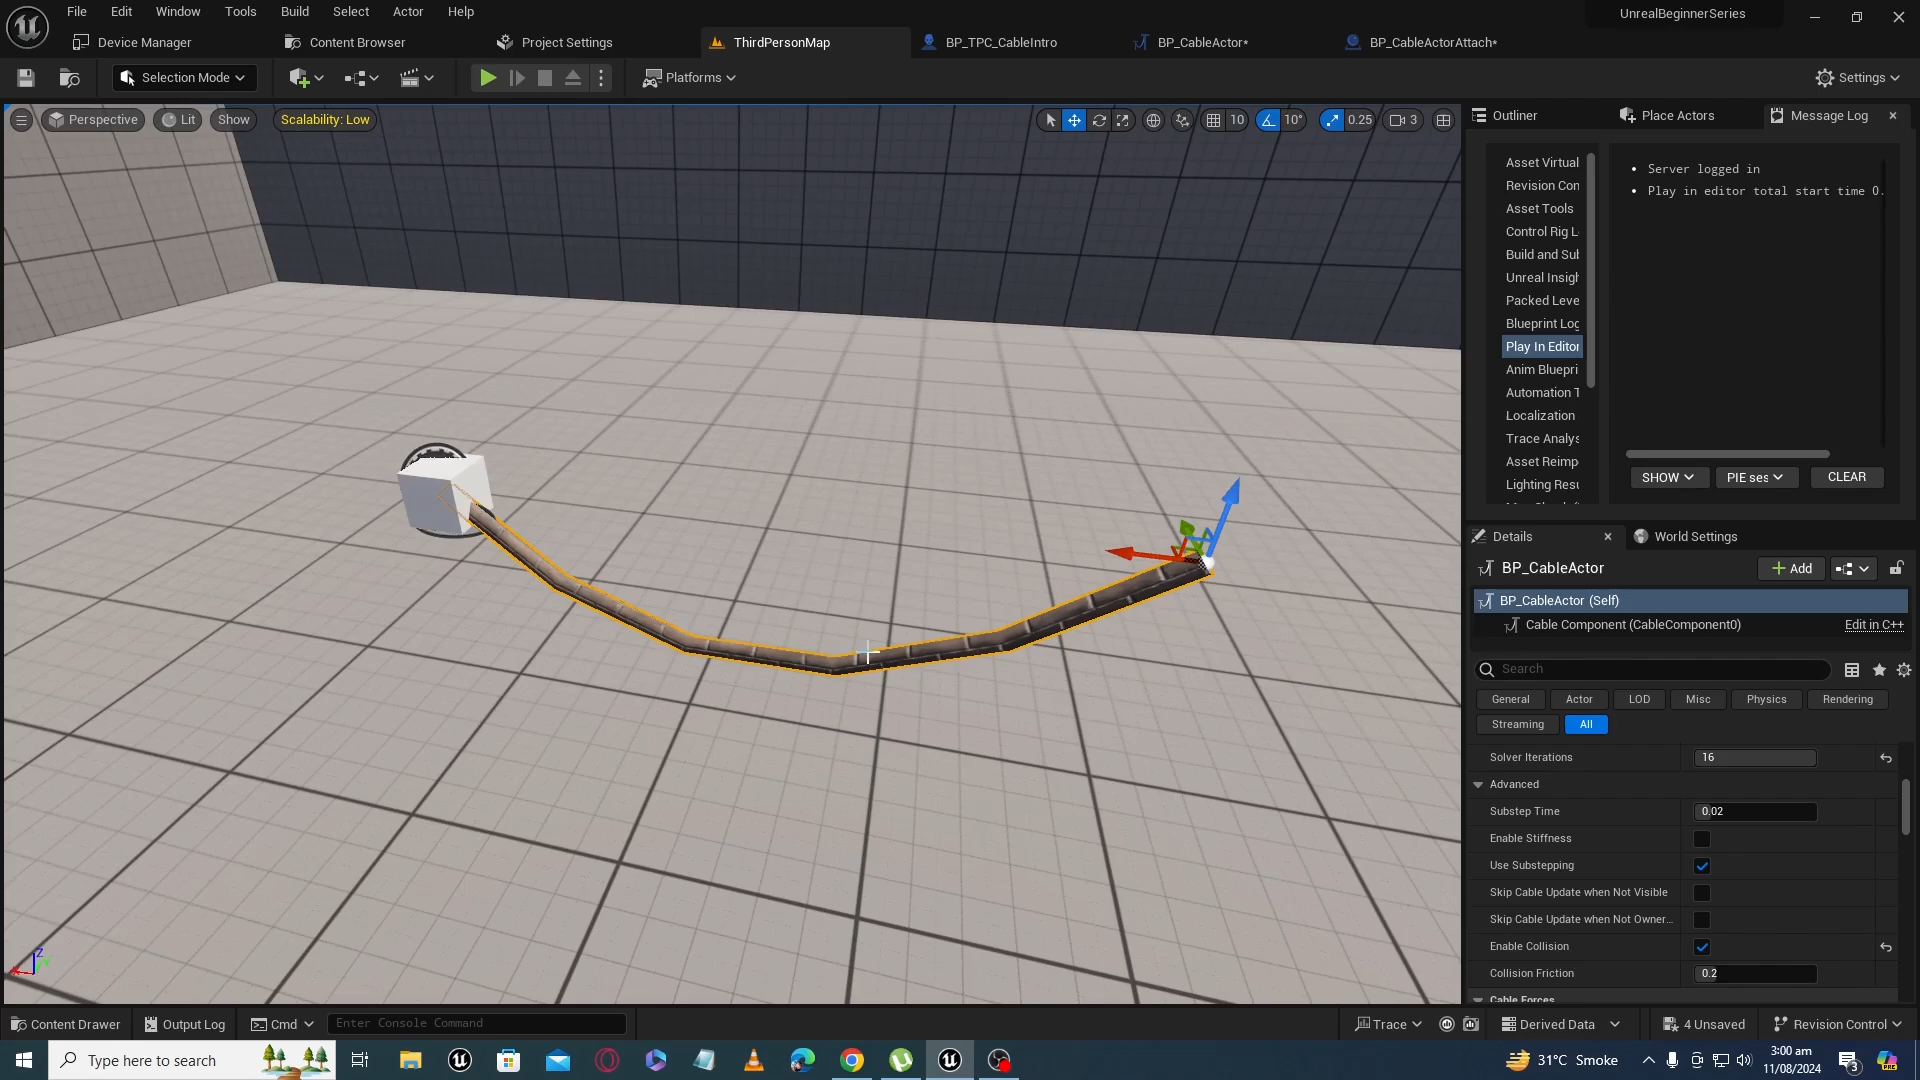 File
Edit
Window
Tools
Build
Select
Actor
Help
UnrealBeginnerSeries
Device Manager
Content Browser
Project Settings
ThirdPersonMap
BP_TPC_CableIntro
BP_CableActor*
BP_CableActorAttach*
Selection Mode
Platforms
Settings
Perspective
Lit
Show
Scalability: Low
10
10°
0.25
3
Outliner
Place Actors
Message Log
Asset Virtual
Revision Con
Asset Tools
Control Rig L
Build and Sub
Unreal Insigh
Packed Leve
Blueprint Log
Play In Editor
Anim Bluepri
Automation T
Localization
Trace Analys
Asset Reimp
Lighting Resu
Server logged in
Play in editor total start time 0.
SHOW
PIE ses
CLEAR
Details
World Settings
BP_CableActor
Add
BP_CableActor (Self)
Cable Component (CableComponent0)
Edit in C++
Search
General
Actor
LOD
Misc
Physics
Rendering
Streaming
All
Solver Iterations
16
Advanced
Substep Time
0.02
Enable Stiffness
Use Substepping
Skip Cable Update when Not Visible
Skip Cable Update when Not Owner...
Enable Collision
Collision Friction
0.2
Cable Forces
Z
Content Drawer
Output Log
Cmd
Enter Console Command
Trace
Derived Data
4 Unsaved
Revision Control
Type here to search
31°C Smoke
3:00 am
11/08/2024
3